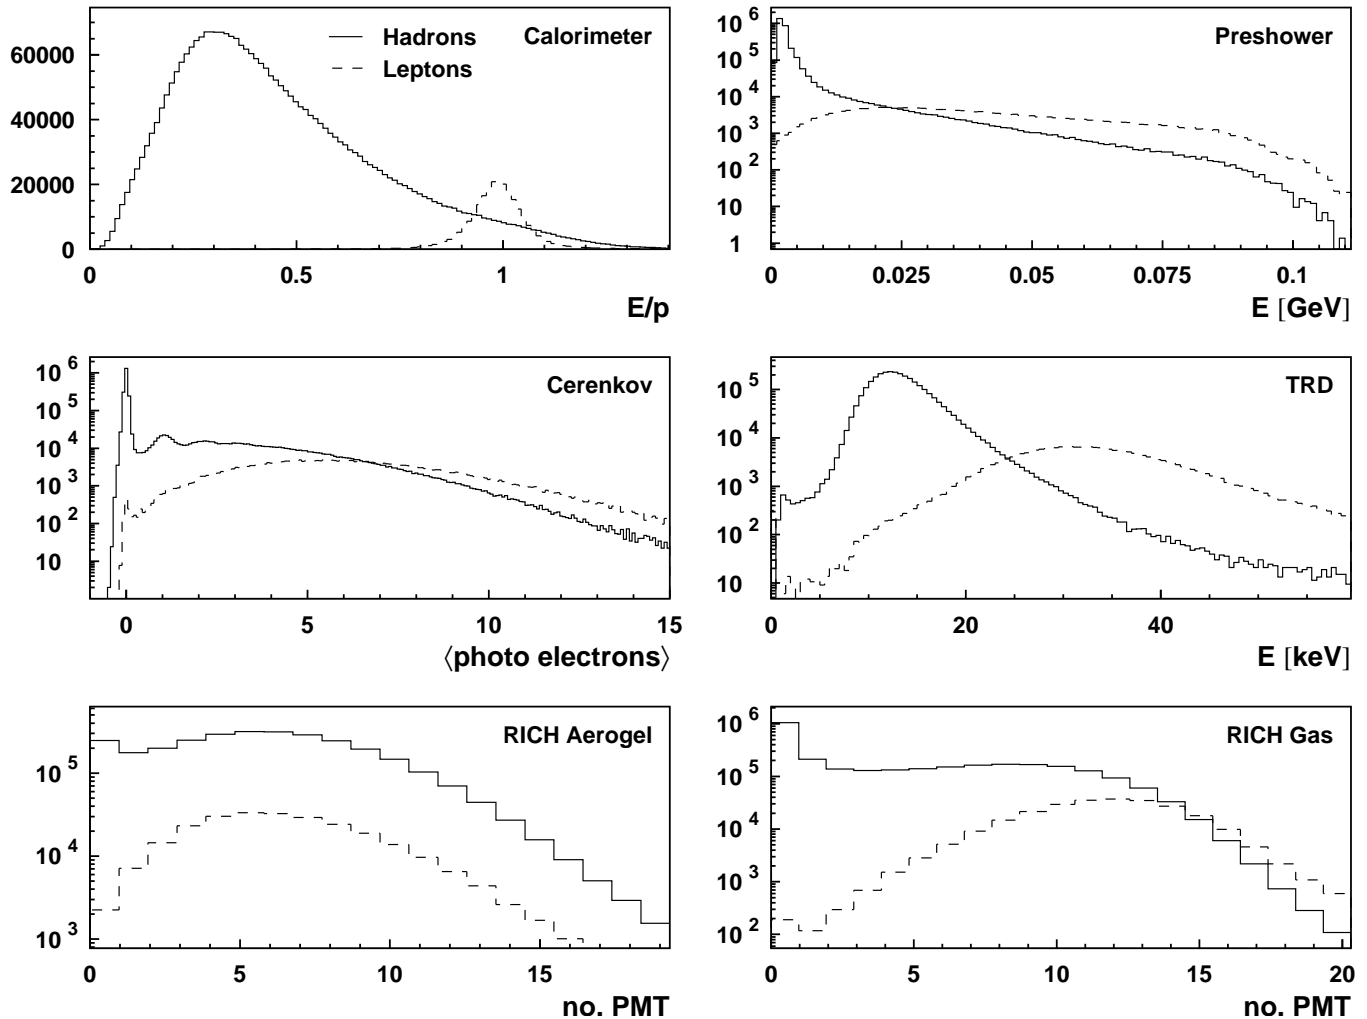 Calorimeter
Hadrons
Leptons
60000
40000
20000
0
0 0.5 1
E/p
Preshower
10^6
10^5
10^4
10^3
10^2
10
1
0 0.025 0.05 0.075 0.1
E [GeV]
Cerenkov
10^6
10^5
10^4
10^3
10^2
10
0 5 10 15
⟨photo electrons⟩
TRD
10^5
10^4
10^3
10^2
10
0 20 40
E [keV]
RICH Aerogel
10^5
10^4
10^3
0 5 10 15
no. PMT
RICH Gas
10^6
10^5
10^4
10^3
10^2
0 5 10 15 20
no. PMT